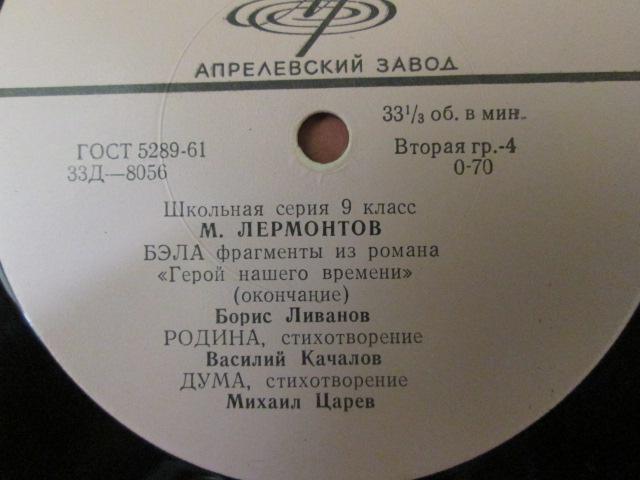 АПРЕЛЕВСКИЙ ЗАВОД
33⅓ об. в мин.
ГОСТ 5289-61
Вторая гр.-4
33Д—8056
0-70
Школьная серия 9 класс
М. ЛЕРМОНТОВ
БЭЛА фрагменты из романа
«Герой нашего времени»
(окончание)
Борис Ливанов
РОДИНА, стихотворение
Василий Качалов
ДУМА, стихотворение
Михаил Царев